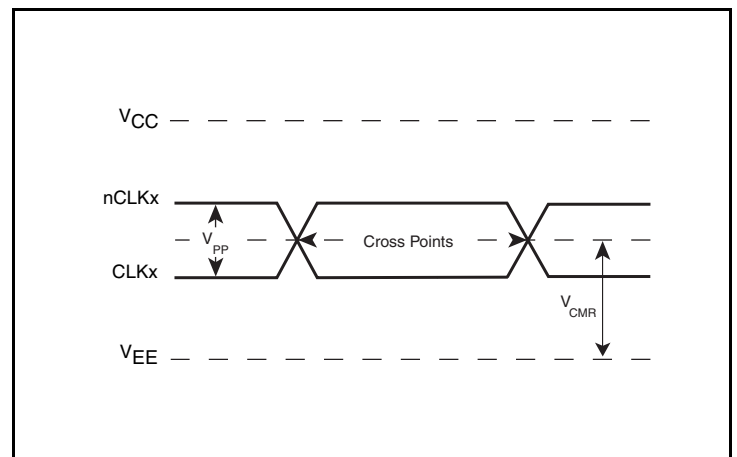 VCC
nCLKx
VPP
Cross Points
CLKx
VCMR
VEE